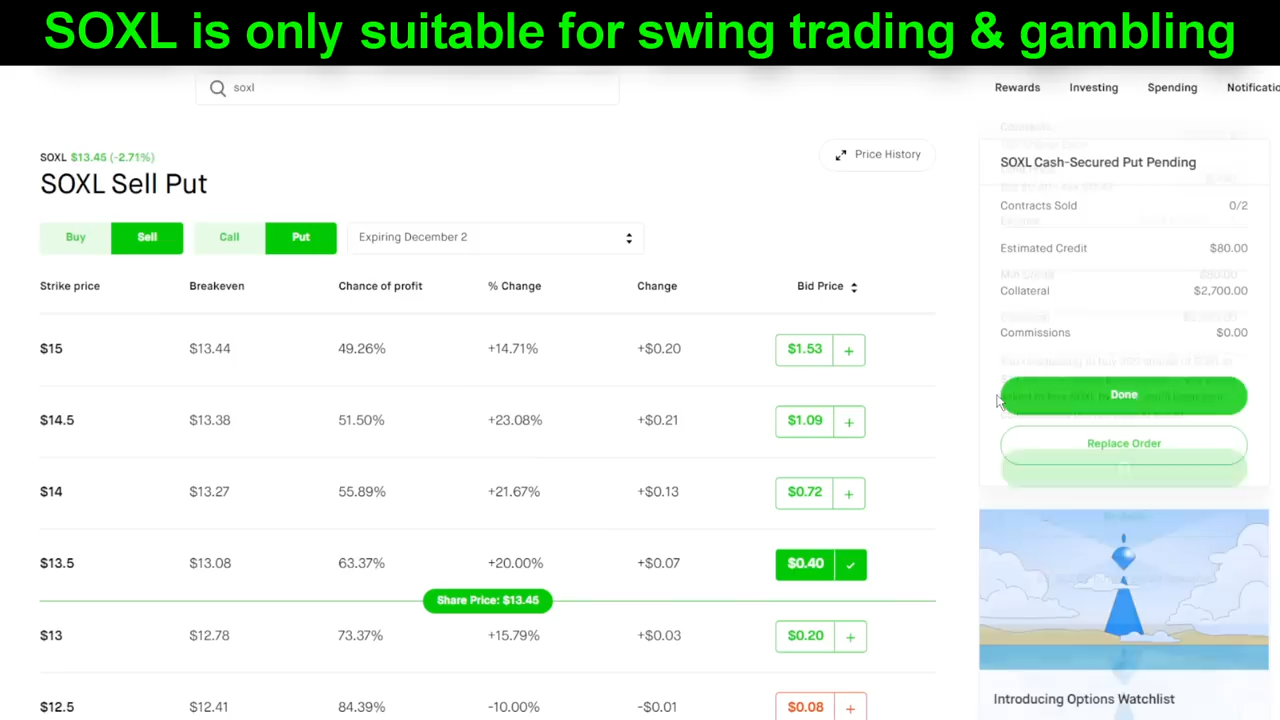 SOXL is only suitable for swing trading & gambling
soxl
Rewards Investing Spending
SOXL $13.45 (-2.71%)
Price History
SOXL Sell Put
Buy Sell Call Put Expiring December 2
Strike price Breakeven Chance of profit % Change Change Bid Price
$15 $13.44 49.26% +14.71% +$0.20 $1.53 +
$14.5 $13.38 51.50% +23.08% +$0.21 $1.09 +
$14 $13.27 55.89% +21.67% +$0.13 $0.72 +
$13.5 $13.08 63.37% +20.00% +$0.07 $0.40
Share Price: $13.45
$13 $12.78 73.37% +15.79% +$0.03 $0.20 +
$12.5 $12.41 84.39% -10.00% -$0.01 $0.08 +
SOXL Cash-Secured Put Pending
Contracts Sold 0/2
Estimated Credit $80.00
Collateral $2,700.00
Commissions $0.00
Done
Replace Order
Introducing Options Watchlist